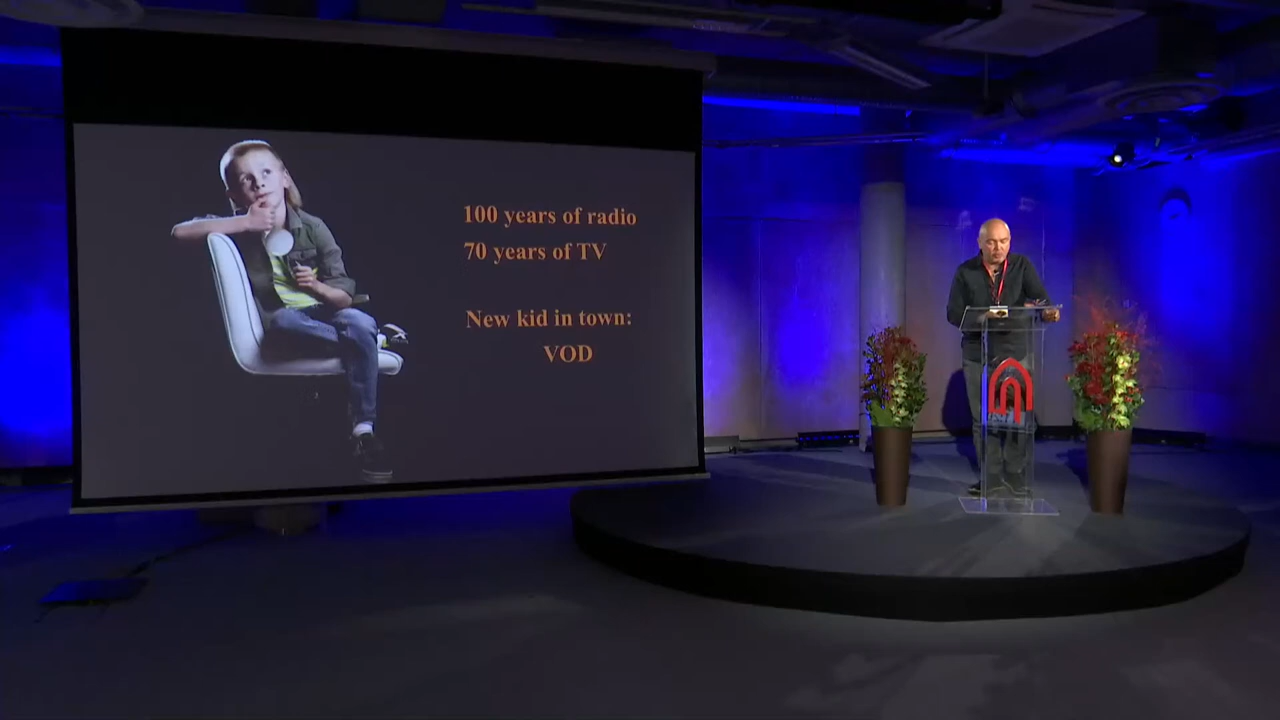 100 years of radio
70 years of TV
New kid in town:
VOD